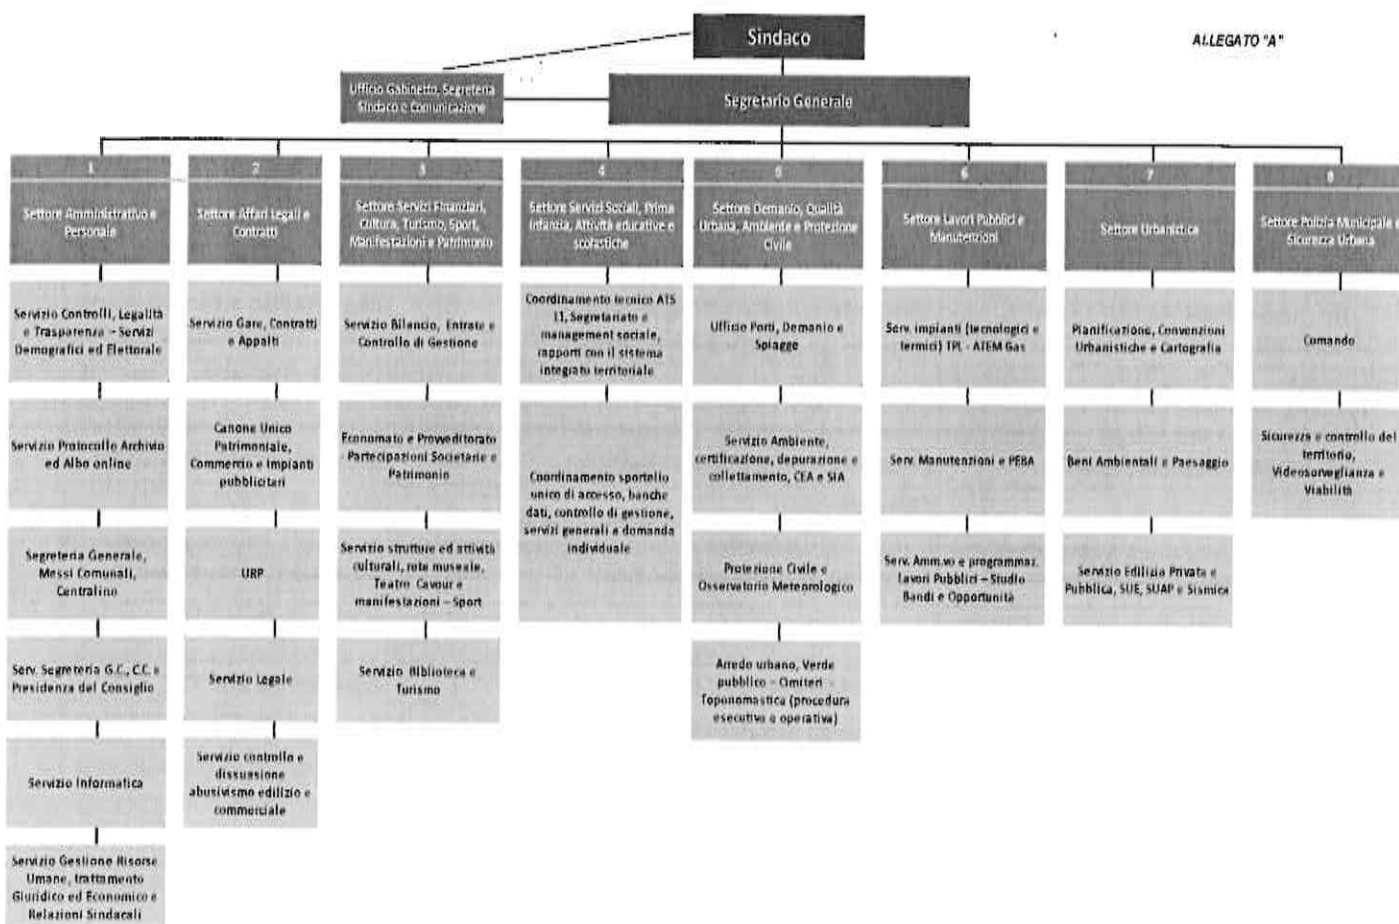 Sindaco
ALLEGATO "A"
Ufficio Gabinetto, Segreteria
Sindaco e Comunicazione
Segretario Generale
1
Settore Amministrativo e
Personale
Servizio Controlli, Legalità
e Trasparenza – Servizi
Demografici ed Elettorale
Servizio Protocollo Archivio
ed Albo online
Segreteria Generale,
Messi Comunali,
Centralino
Serv. Segreteria G.C., C.C. e
Presidenza del Consiglio
Servizio Informatica
Servizio Gestione Risorse
Umane, trattamento
Giuridico ed Economico e
Relazioni Sindacali
2
Settore Affari Legali e
Contratti
Servizio Gare, Contratti
e Appalti
Canone Unico
Patrimoniale,
Commercio e Impianti
pubblicitari
URP
Servizio Legale
Servizio controllo e
dissuasione
abusivismo edilizio e
commerciale
3
Settore Servizi Finanziari,
Cultura, Turismo, Sport,
Manifestazioni e Patrimonio
Servizio Bilancio, Entrate e
Controllo di Gestione
Economato e Provveditorato
- Partecipazioni Societarie e
Patrimonio
Servizio strutture ed attività
culturali, rete museale,
Teatro Cavour e
manifestazioni – Sport
Servizio Biblioteca e
Turismo
4
Settore Servizi Sociali, Prima
Infanzia, Attività educative e
scolastiche
Coordinamento tecnico ATS
11, Segretariato e
management sociale,
rapporti con il sistema
integrato territoriale
Coordinamento sportello
unico di accesso, banche
dati, controllo di gestione,
servizi generali a domanda
individuale
5
Settore Demanio, Qualità
Urbana, Ambiente e Protezione
Civile
Ufficio Porti, Demanio e
Spiagge
Servizio Ambiente,
certificazione, depurazione e
collettamento, CEA e SIA
Protezione Civile e
Osservatorio Meteorologico
Arredo urbano, Verde
pubblico – Cimiteri -
Toponomastica (procedura
esecutiva e operativa)
6
Settore Lavori Pubblici e
Manutenzioni
Serv. impianti (tecnologici e
termici) TPL - ATEM Gas
Serv. Manutenzioni e PEBA
Serv. Amm.vo e programmaz.
Lavori Pubblici – Studio
Bandi e Opportunità
7
Settore Urbanistica
Pianificazione, Convenzioni
Urbanistiche e Cartografia
Beni Ambientali e Paesaggio
Servizio Edilizia Privata e
Pubblica, SUE, SUAP e Sismica
8
Settore Polizia Municipale e
Sicurezza Urbana
Comando
Sicurezza e controllo del
territorio,
Videosorveglianza e
Viabilità